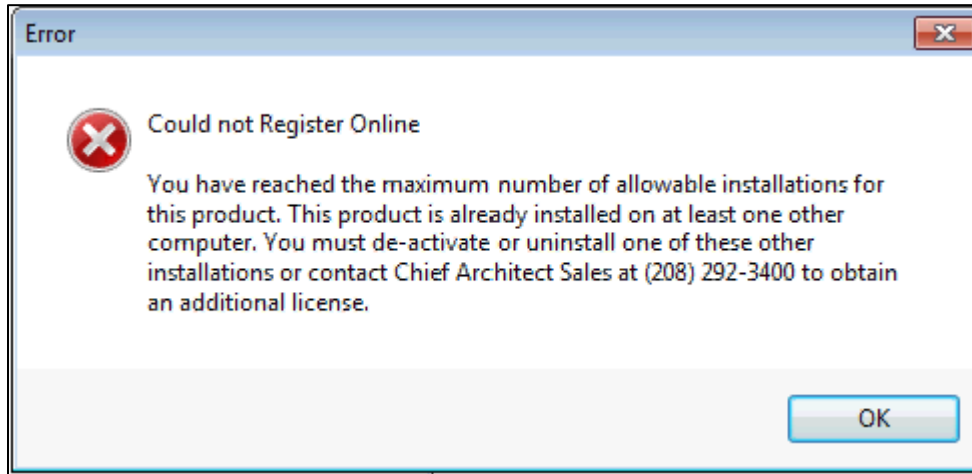 Error
Could not Register Online
You have reached the maximum number of allowable installations for
this product. This product is already installed on at least one other
computer. You must de-activate or uninstall one of these other
installations or contact Chief Architect Sales at (208) 292-3400 to obtain
an additional license.
OK